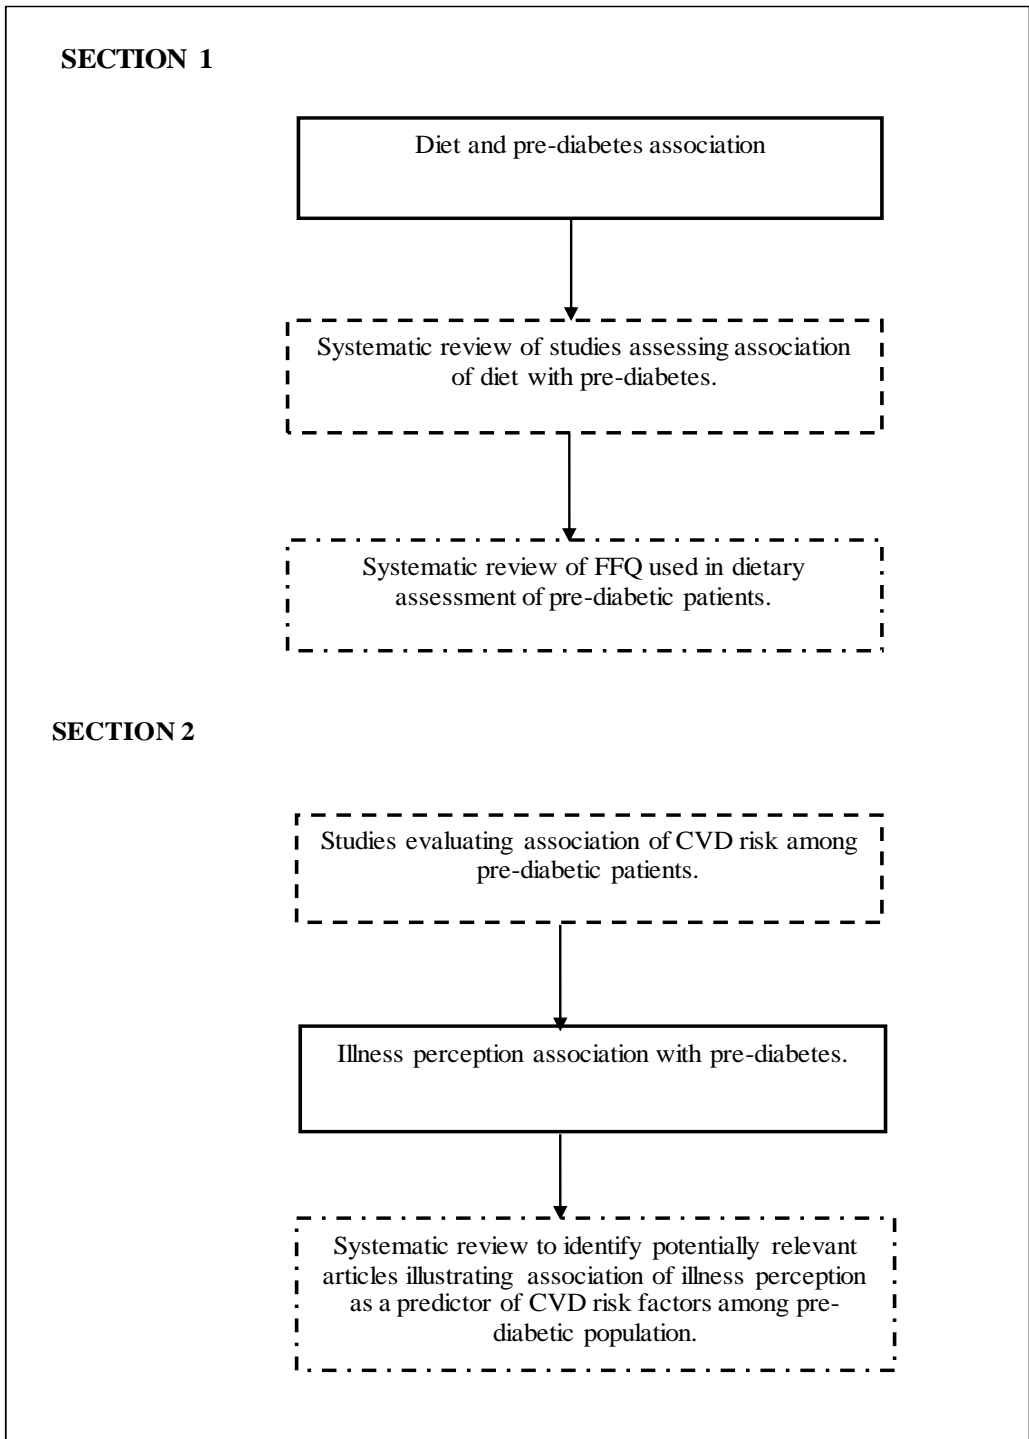 SECTION 1
Diet and pre-diabetes association
Systematic review of studies assessing association
of diet with pre-diabetes.
Systematic review of FFQ used in dietary
assessment of pre-diabetic patients.
SECTION 2
Studies evaluating association of CVD risk among
pre-diabetic patients.
Illness perception association with pre-diabetes.
Systematic review to identify potentially relevant
articles illustrating association of illness perception
as a predictor of CVD risk factors among pre-
diabetic population.